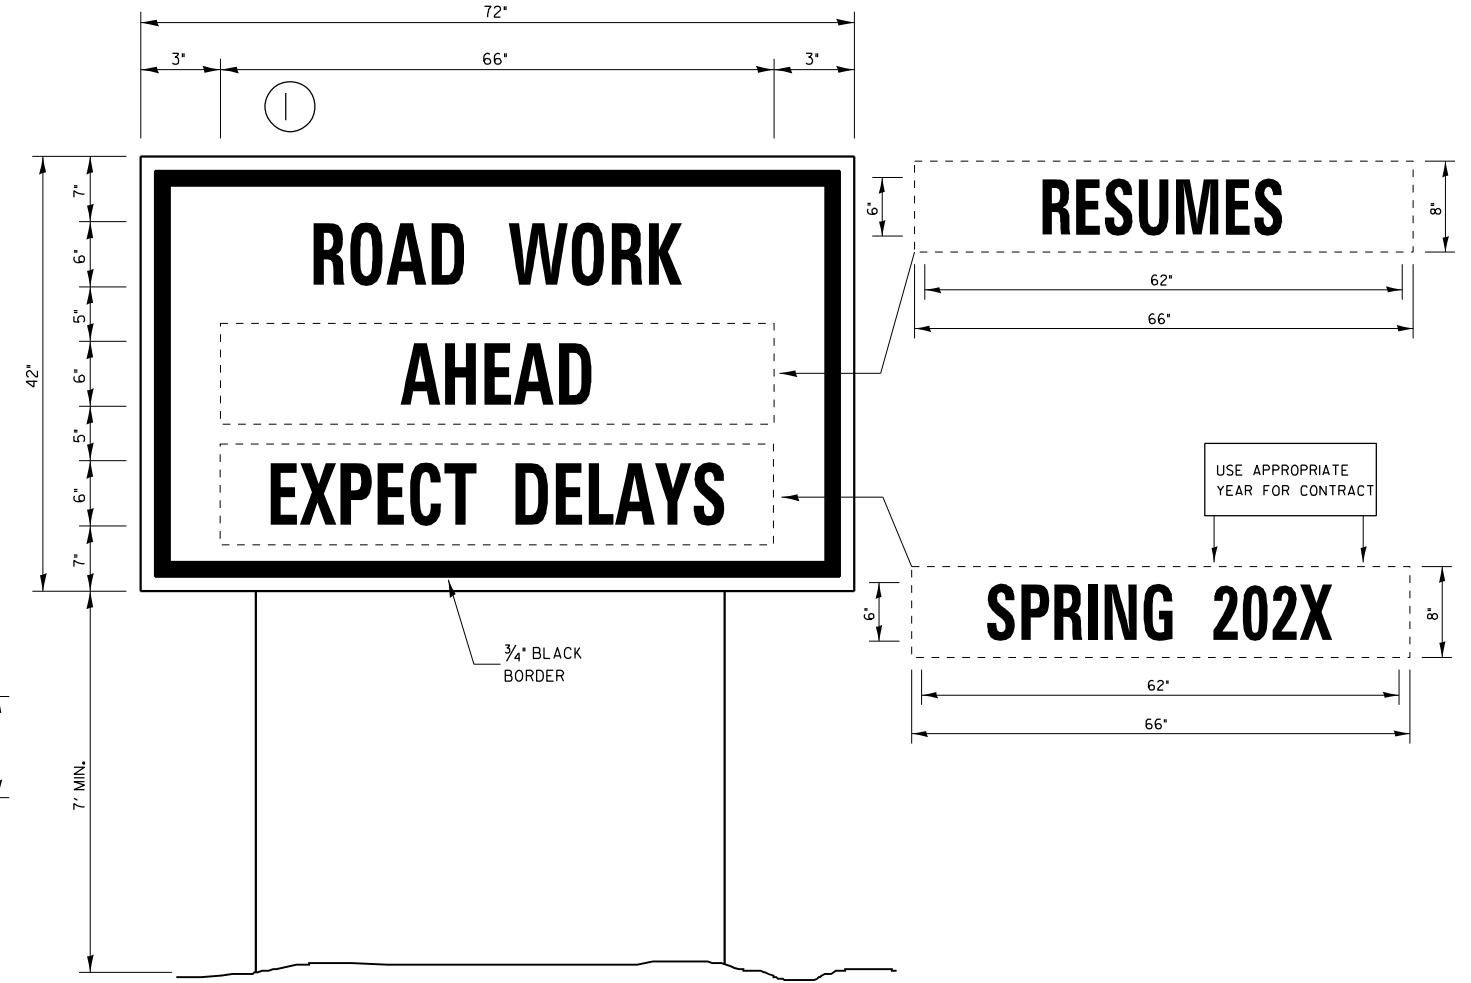 72"
3" 66" 3"
I
7"
6"
5"
6"
5"
6"
7"
42"
7' MIN.
ROAD WORK
AHEAD
EXPECT DELAYS
3/4" BLACK
BORDER
6"
RESUMES
8"
62"
66"
USE APPROPRIATE
YEAR FOR CONTRACT
6"
SPRING 202X
8"
62"
66"